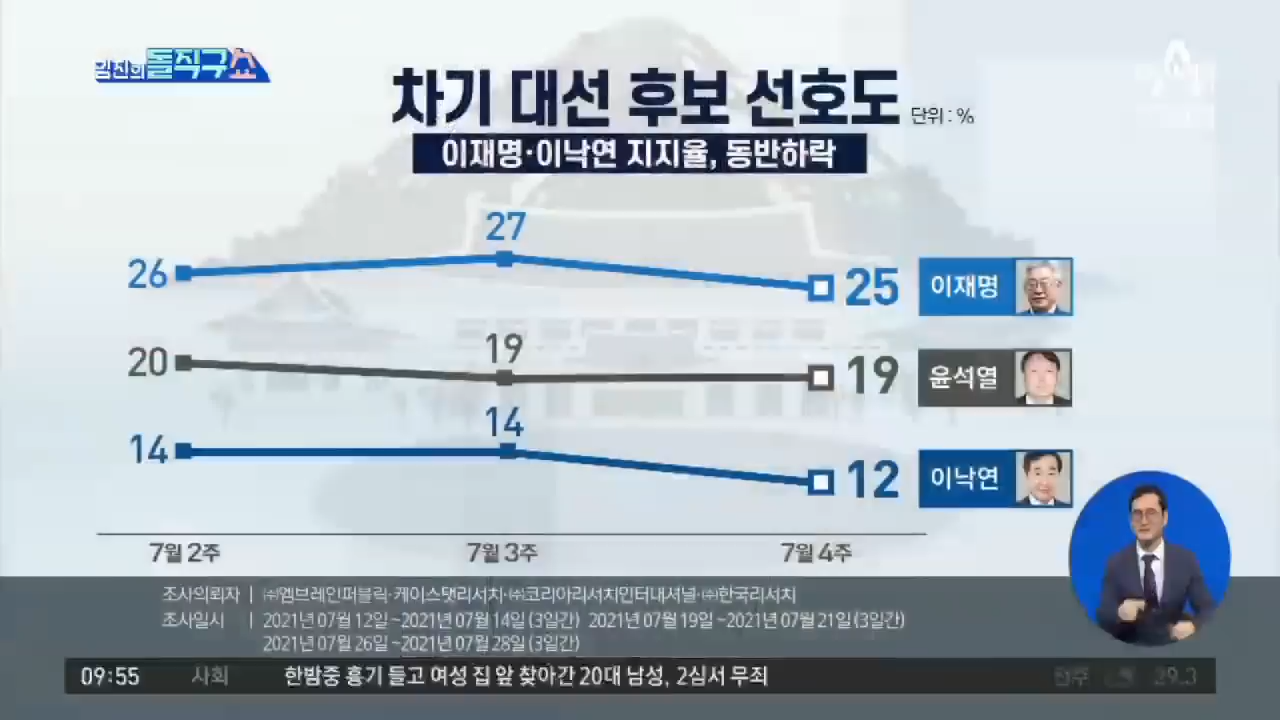 김진의 돌직구쇼
차기 대선 후보 선호도 단위 : %
이재명·이낙연 지지율, 동반하락
26 27 25 이재명
20 19 19 윤석열
14 14 12 이낙연
7월 2주 7월 3주 7월 4주
조사의뢰자 | ㈜엠브레인퍼블릭·케이스탯리서치·㈜코리아리서치인터내셔널·㈜한국리서치
조사일시 | 2021년 07월 12일~2021년 07월 14일 (3일간) 2021년 07월 19일~2021년 07월 21일 (3일간)
2021년 07월 26일~2021년 07월 28일 (3일간)
09:55 사회 한밤중 흉기 들고 여성 집 앞 찾아간 20대 남성, 2심서 무죄 전주 29.3